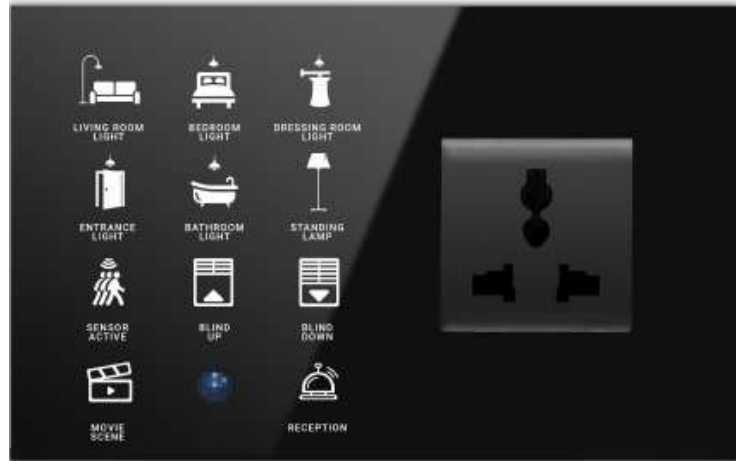 LIVING ROOM
LIGHT
BEDROOM
LIGHT
DRESSING ROOM
LIGHT
ENTRANCE
LIGHT
BATHROOM
LIGHT
STANDING
LAMP
SENSOR
ACTIVE
BLIND
UP
BLIND
DOWN
MOVIE
SCENE
RECEPTION